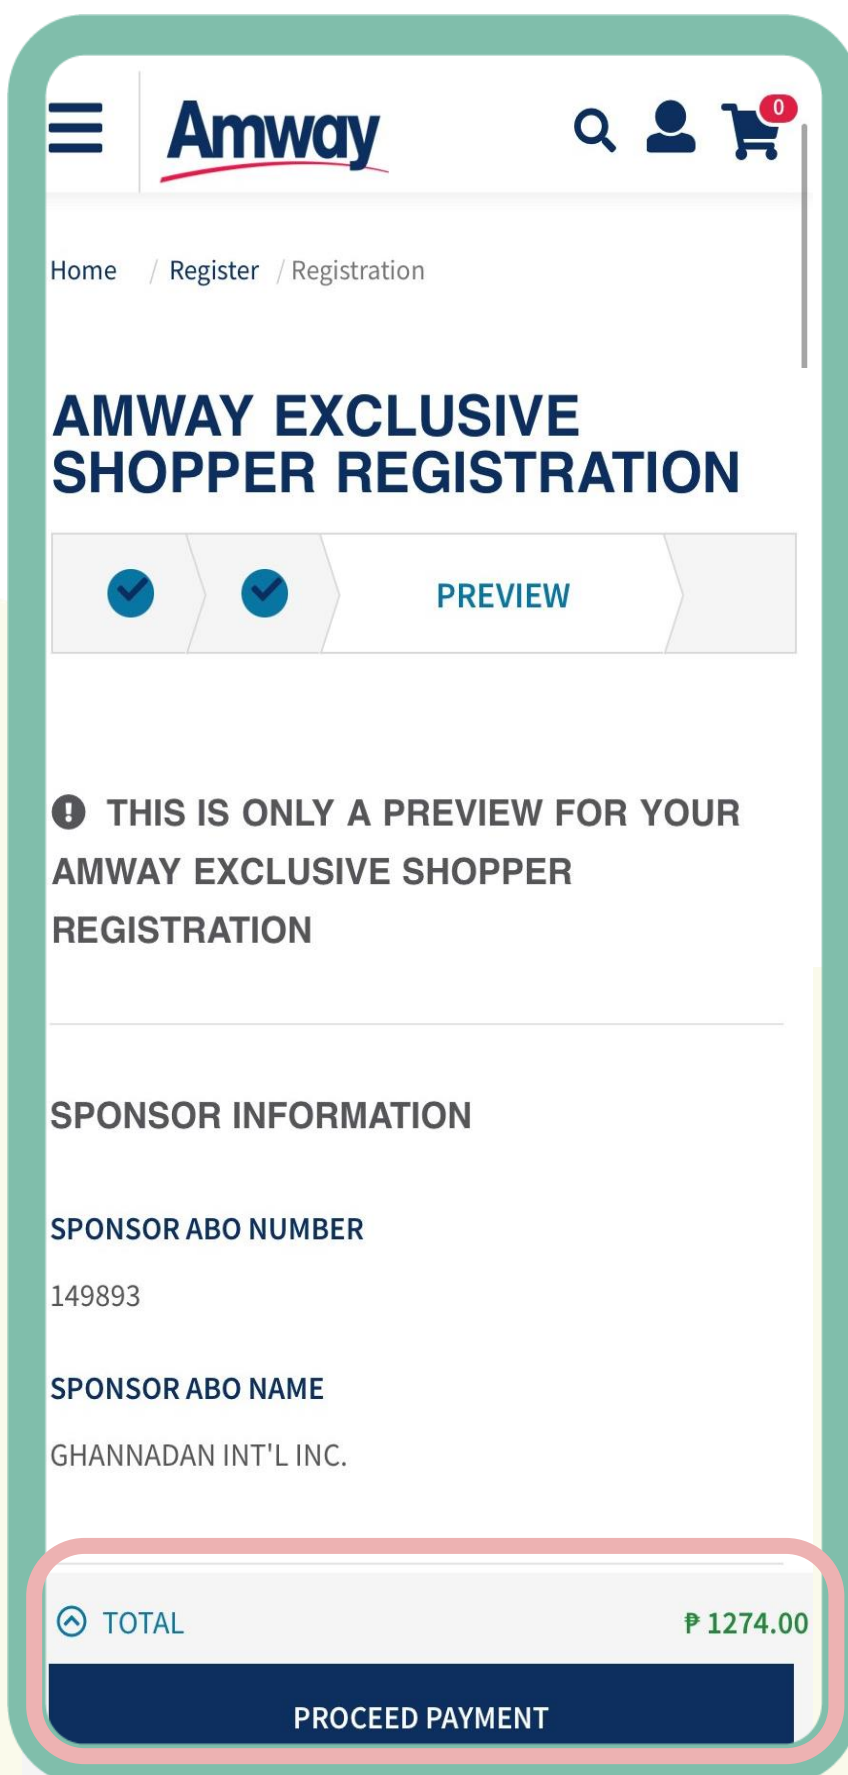 Amway
0
Home / Register / Registration
AMWAY EXCLUSIVE
SHOPPER REGISTRATION
PREVIEW
THIS IS ONLY A PREVIEW FOR YOUR
AMWAY EXCLUSIVE SHOPPER
REGISTRATION
SPONSOR INFORMATION
SPONSOR ABO NUMBER
149893
SPONSOR ABO NAME
GHANNADAN INT'L INC.
TOTAL ₱ 1274.00
PROCEED PAYMENT